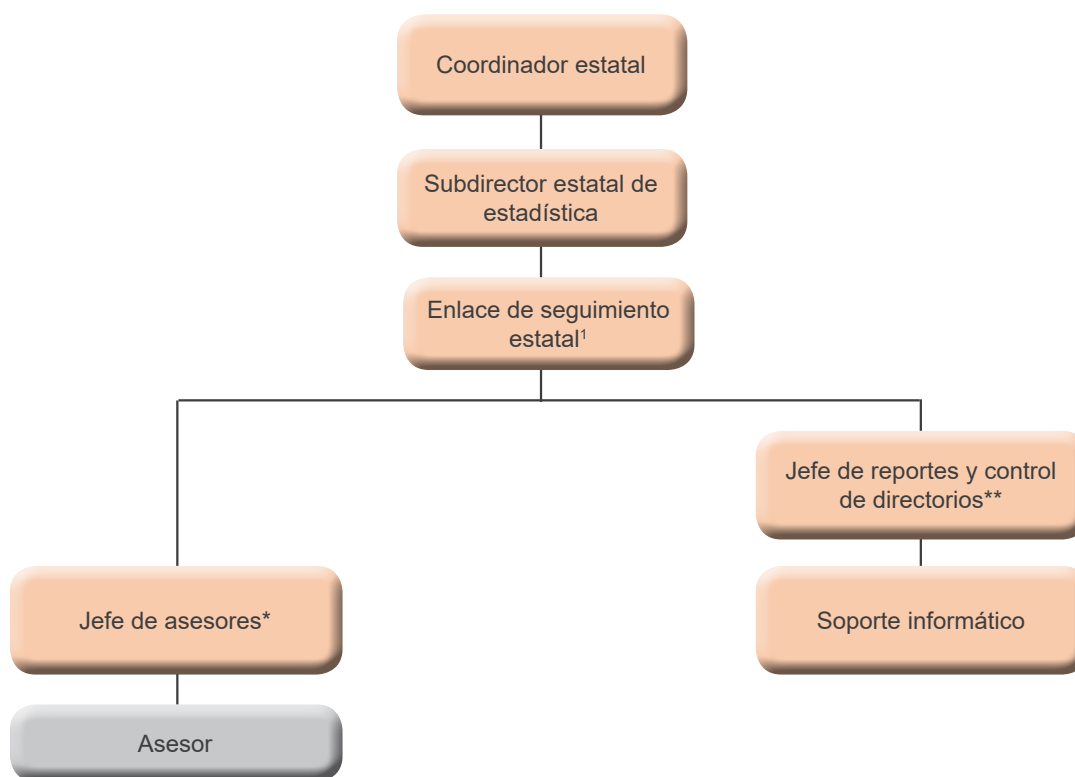 Coordinador estatal
Subdirector estatal de
estadística
Enlace de seguimiento
estatal¹
Jefe de reportes y control
de directorios**
Jefe de asesores*
Soporte informático
Asesor